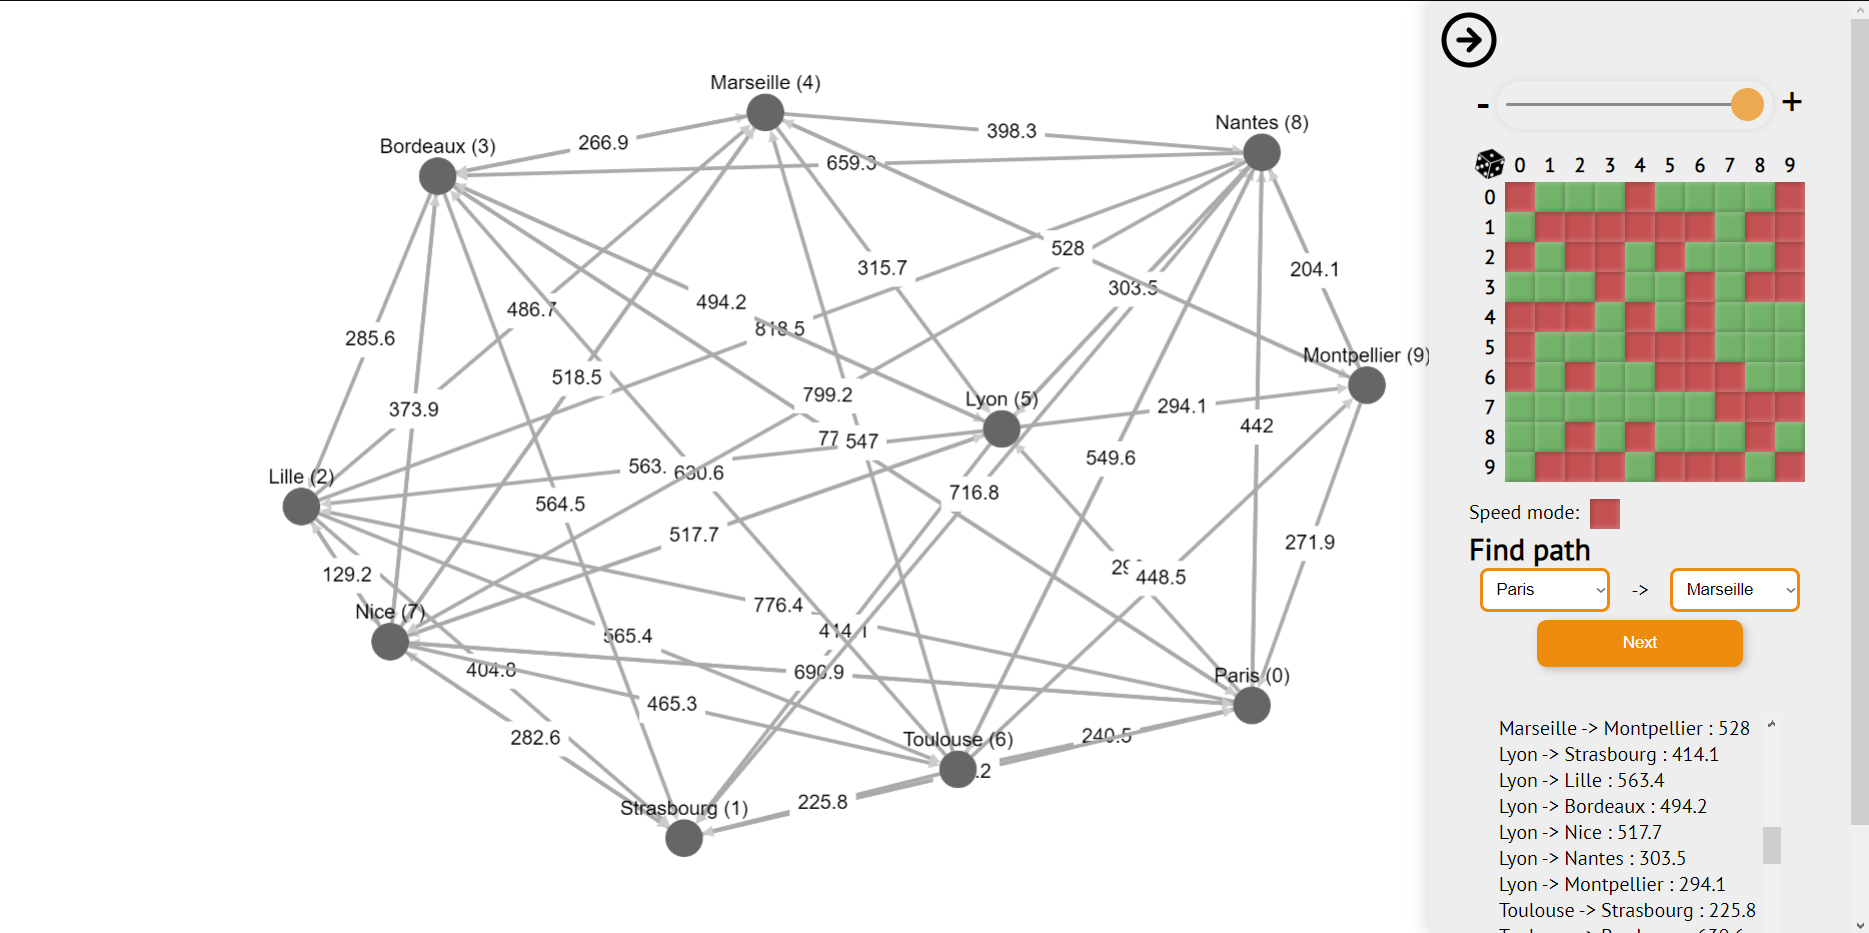 Marseille (4)
Nantes (8)
Bordeaux (3)
398.3
266.9
659.3
528
315.7
204.1
303.5
494.2
486.7
818.5
285.6
Montpellier (9)
518.5
799.2
Lyon (5)
294.1
373.9
442
77
547
549.6
563.
630.6
Lille (2)
716.8
564.5
517.7
271.9
129.2
448.5
776.4
Nice (7)
414.1
565.4
404.8
690.9
Paris (0)
465.3
282.6
Toulouse (6)
240.5
.2
225.8
Strasbourg (1)
- +
0 1 2 3 4 5 6 7 8 9
0
1
2
3
4
5
6
7
8
9
Speed mode:
Find path
Paris -> Marseille
Next
Marseille -> Montpellier : 528
Lyon -> Strasbourg : 414.1
Lyon -> Lille : 563.4
Lyon -> Bordeaux : 494.2
Lyon -> Nice : 517.7
Lyon -> Nantes : 303.5
Lyon -> Montpellier : 294.1
Toulouse -> Strasbourg : 225.8